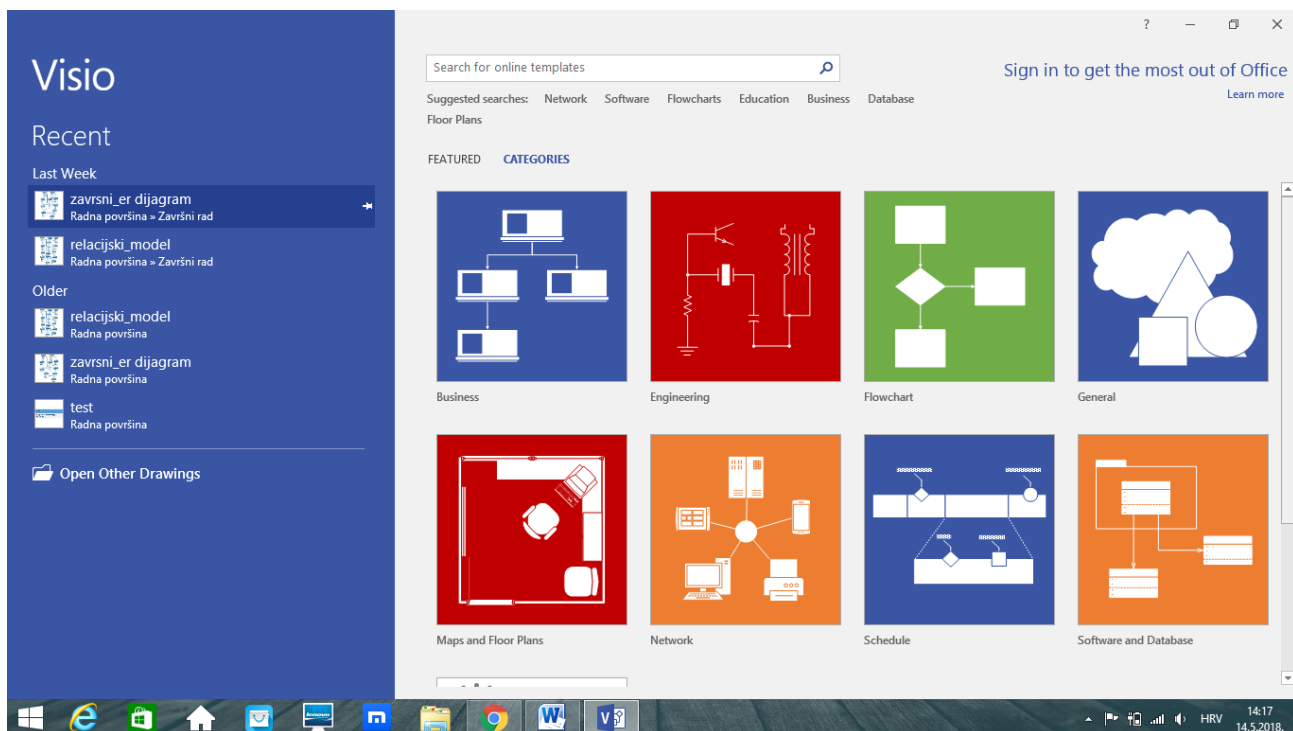 ?
Visio
Recent
Last Week
zavrsni_er dijagram
Radna površina » Završni rad
relacijski_model
Radna površina » Završni rad
Older
relacijski_model
Radna površina
zavrsni_er dijagram
Radna površina
test
Radna površina
Open Other Drawings
Search for online templates
Suggested searches: Network Software Flowcharts Education Business Database
Floor Plans
Sign in to get the most out of Office
Learn more
FEATURED CATEGORIES
Business Engineering Flowchart General
Maps and Floor Plans Network Schedule Software and Database
lenovo
HRV
14:17
14.5.2018.